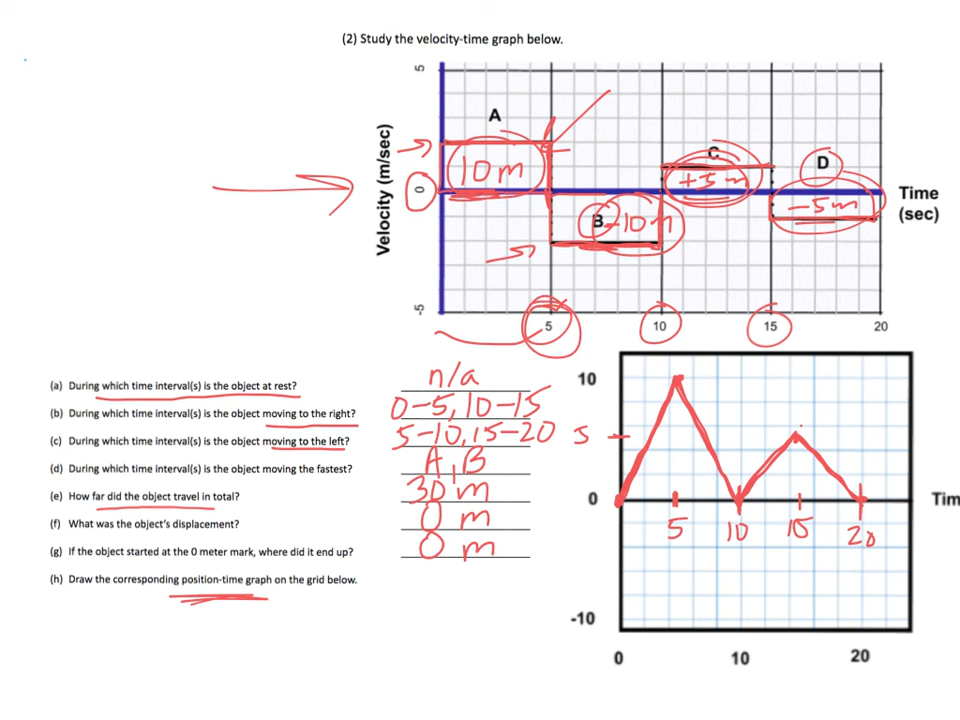 (2) Study the velocity-time graph below.
5
A
C
D
10m
+5m
Velocity (m/sec)
0
Time
(sec)
B
-10m
-5m
-5
5
10
15
20
(a) During which time interval(s) is the object at rest?
n/a
(b) During which time interval(s) is the object moving to the right?
0-5, 10-15
(c) During which time interval(s) is the object moving to the left?
5-10, 15-20
(d) During which time interval(s) is the object moving the fastest?
A, B
(e) How far did the object travel in total?
30 m
(f) What was the object's displacement?
0 m
(g) If the object started at the 0 meter mark, where did it end up?
0 m
(h) Draw the corresponding position-time graph on the grid below.
10
5
0
Tim
5
10
15
20
-10
0
10
20